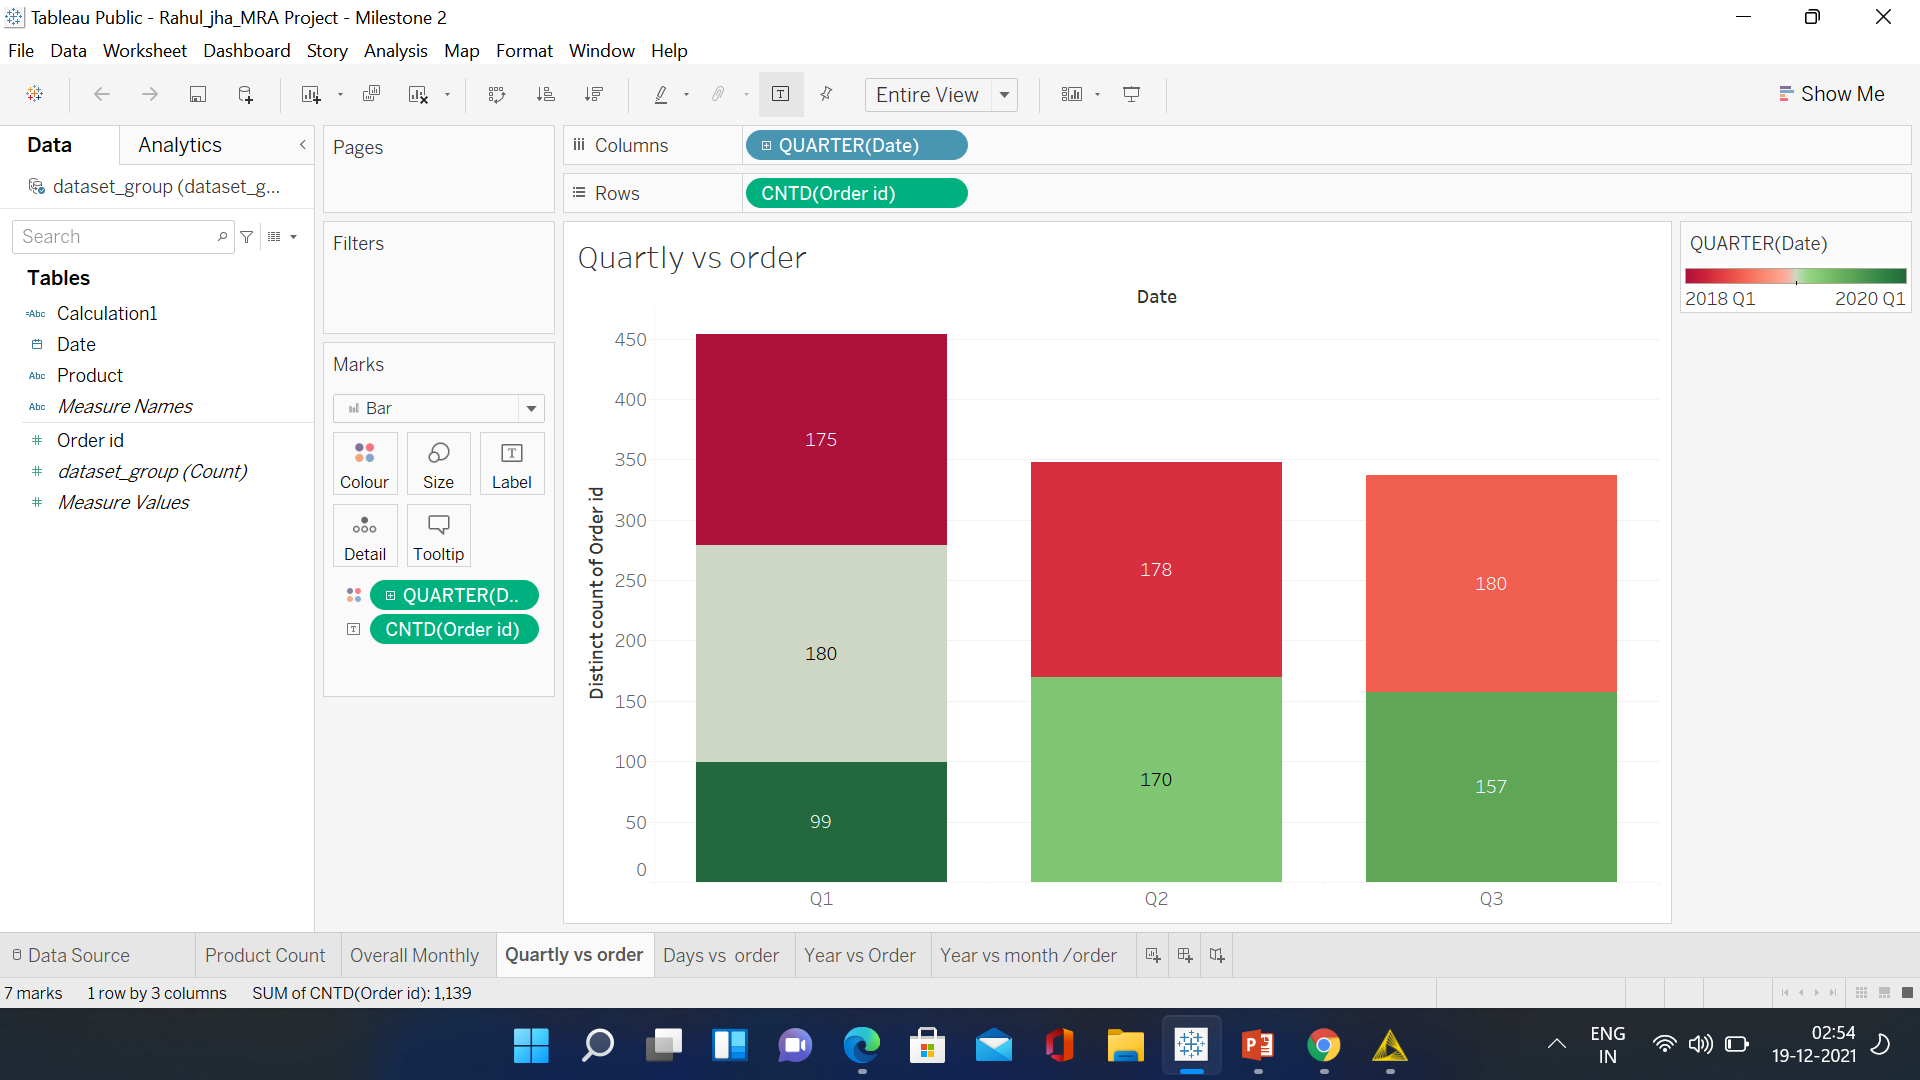 Tableau Public - Rahul_jha_MRA Project - Milestone 2
File Data Worksheet Dashboard Story Analysis Map Format Window Help
Entire View
Show Me
Data Analytics
dataset_group (dataset_g...
Search
Tables
=Abc Calculation1
Date
Abc Product
Abc Measure Names
# Order id
# dataset_group (Count)
# Measure Values
Pages
Filters
Marks
Bar
Colour Size Label
Detail Tooltip
QUARTER(D..
CNTD(Order id)
Columns QUARTER(Date)
Rows CNTD(Order id)
Quartly vs order
Date
Distinct count of Order id
450
400
350
300
250
200
150
100
50
0
175
180
99
178
170
180
157
Q1 Q2 Q3
QUARTER(Date)
2018 Q1 2020 Q1
Data Source Product Count Overall Monthly Quartly vs order Days vs order Year vs Order Year vs month /order
7 marks 1 row by 3 columns SUM of CNTD(Order id): 1,139
ENG
IN
02:54
19-12-2021